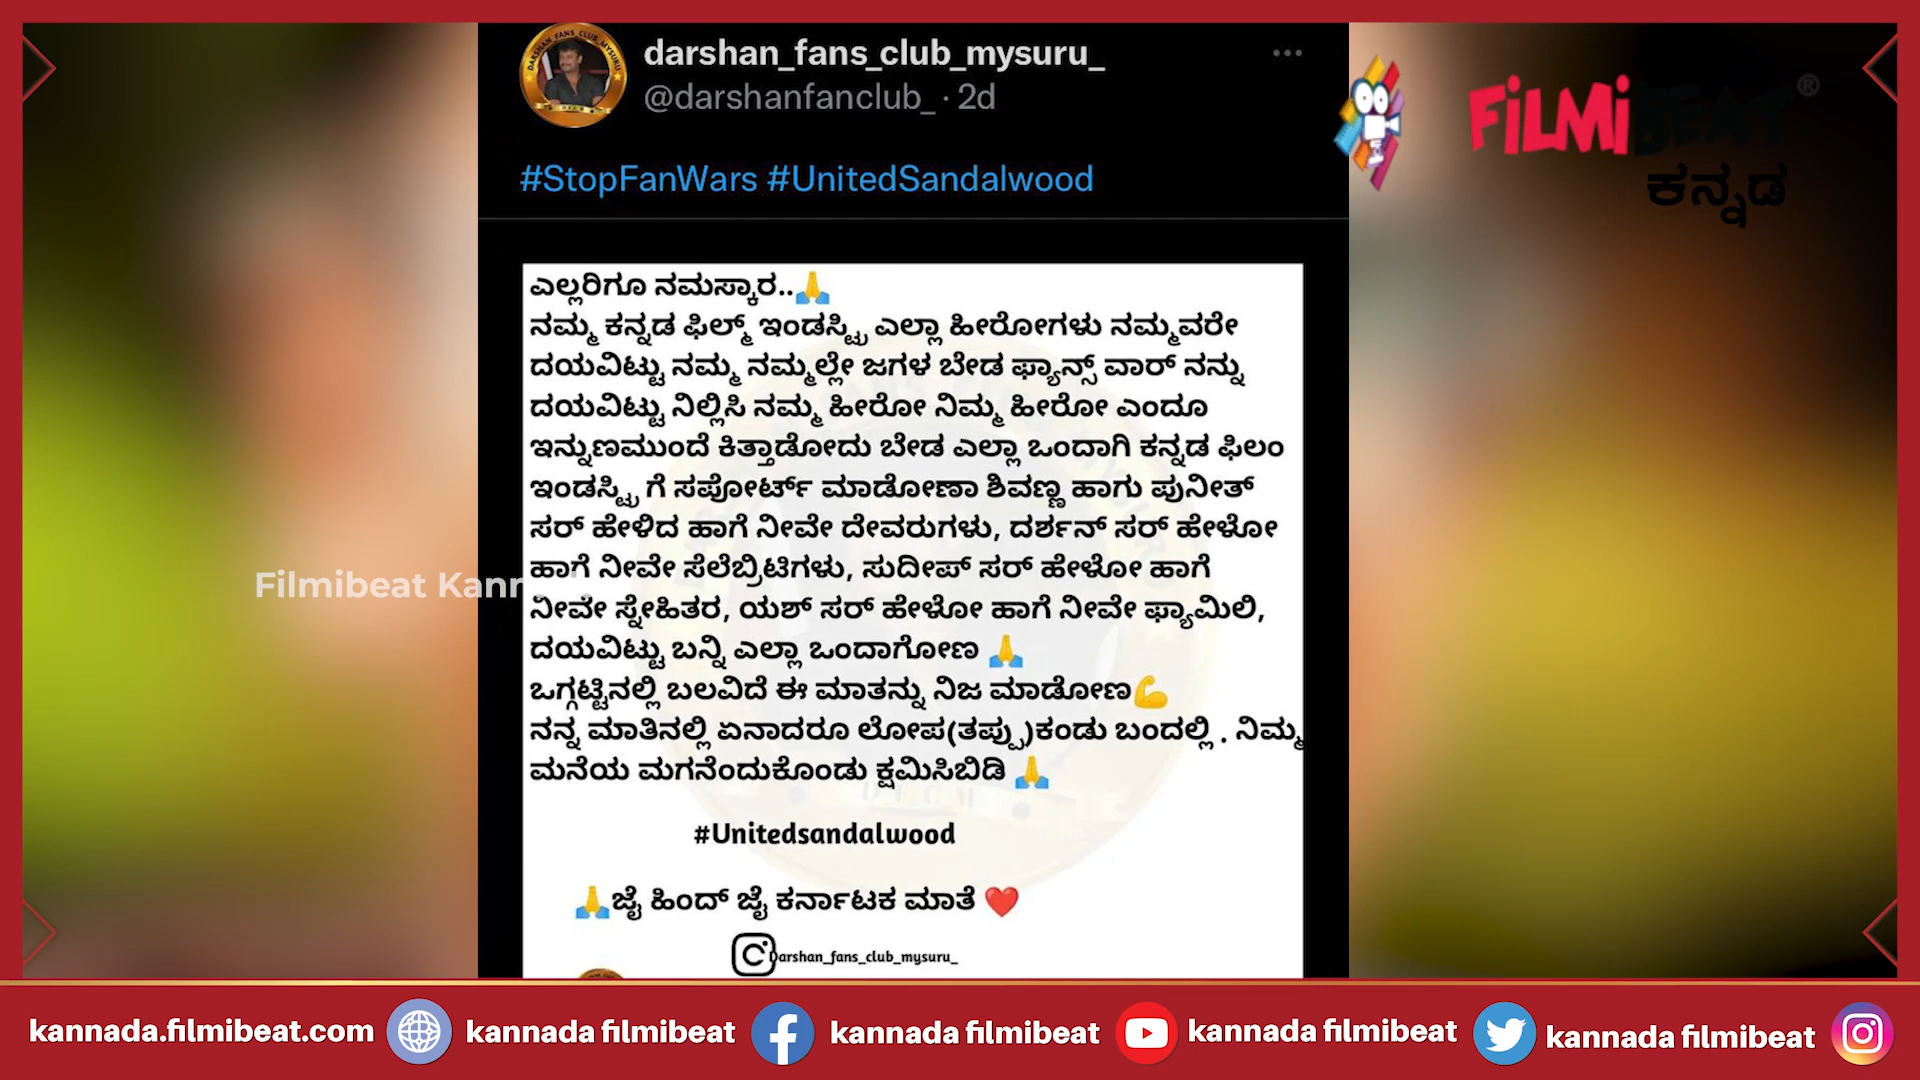 darshan_fans_club_mysuru_
@darshanfanclub_ · 2d
#StopFanWars #UnitedSandalwood
FiLMiBEAT®
ಕನ್ನಡ
ಎಲ್ಲರಿಗೂ ನಮಸ್ಕಾರ..🙏
ನಮ್ಮ ಕನ್ನಡ ಫಿಲ್ಮ್ ಇಂಡಸ್ಟ್ರಿ ಎಲ್ಲಾ ಹೀರೋಗಳು ನಮ್ಮವರೇ
ದಯವಿಟ್ಟು ನಮ್ಮ ನಮ್ಮಲ್ಲೇ ಜಗಳ ಬೇಡ ಫ್ಯಾನ್ಸ್ ವಾರ್ ನನ್ನು
ದಯವಿಟ್ಟು ನಿಲ್ಲಿಸಿ ನಮ್ಮ ಹೀರೋ ನಿಮ್ಮ ಹೀರೋ ಎಂದೂ
ಇನ್ನುಣಮುಂದೆ ಕಿತ್ತಾಡೋದು ಬೇಡ ಎಲ್ಲಾ ಒಂದಾಗಿ ಕನ್ನಡ ಫಿಲಂ
ಇಂಡಸ್ಟ್ರಿ ಗೆ ಸಪೋರ್ಟ್ ಮಾಡೋಣಾ ಶಿವಣ್ಣ ಹಾಗು ಪುನೀತ್
ಸರ್ ಹೇಳಿದ ಹಾಗೆ ನೀವೇ ದೇವರುಗಳು, ದರ್ಶನ್ ಸರ್ ಹೇಳೋ
ಹಾಗೆ ನೀವೇ ಸೆಲೆಬ್ರಿಟಿಗಳು, ಸುದೀಪ್ ಸರ್ ಹೇಳೋ ಹಾಗೆ
Filmibeat Kann
ನೀವೇ ಸ್ನೇಹಿತರ, ಯಶ್ ಸರ್ ಹೇಳೋ ಹಾಗೆ ನೀವೇ ಫ್ಯಾಮಿಲಿ,
ದಯವಿಟ್ಟು ಬನ್ನಿ ಎಲ್ಲಾ ಒಂದಾಗೋಣ 🙏
ಒಗ್ಗಟ್ಟಿನಲ್ಲಿ ಬಲವಿದೆ ಈ ಮಾತನ್ನು ನಿಜ ಮಾಡೋಣ💪
ನನ್ನ ಮಾತಿನಲ್ಲಿ ಏನಾದರೂ ಲೋಪ(ತಪ್ಪು)ಕಂಡು ಬಂದಲ್ಲಿ . ನಿಮ್ಮ
ಮನೆಯ ಮಗನೆಂದುಕೊಂಡು ಕ್ಷಮಿಸಿಬಿಡಿ 🙏
#Unitedsandalwood
🙏ಜೈ ಹಿಂದ್ ಜೈ ಕರ್ನಾಟಕ ಮಾತೆ ❤️
Darshan_fans_club_mysuru_
kannada.filmibeat.com kannada filmibeat kannada filmibeat kannada filmibeat kannada filmibeat